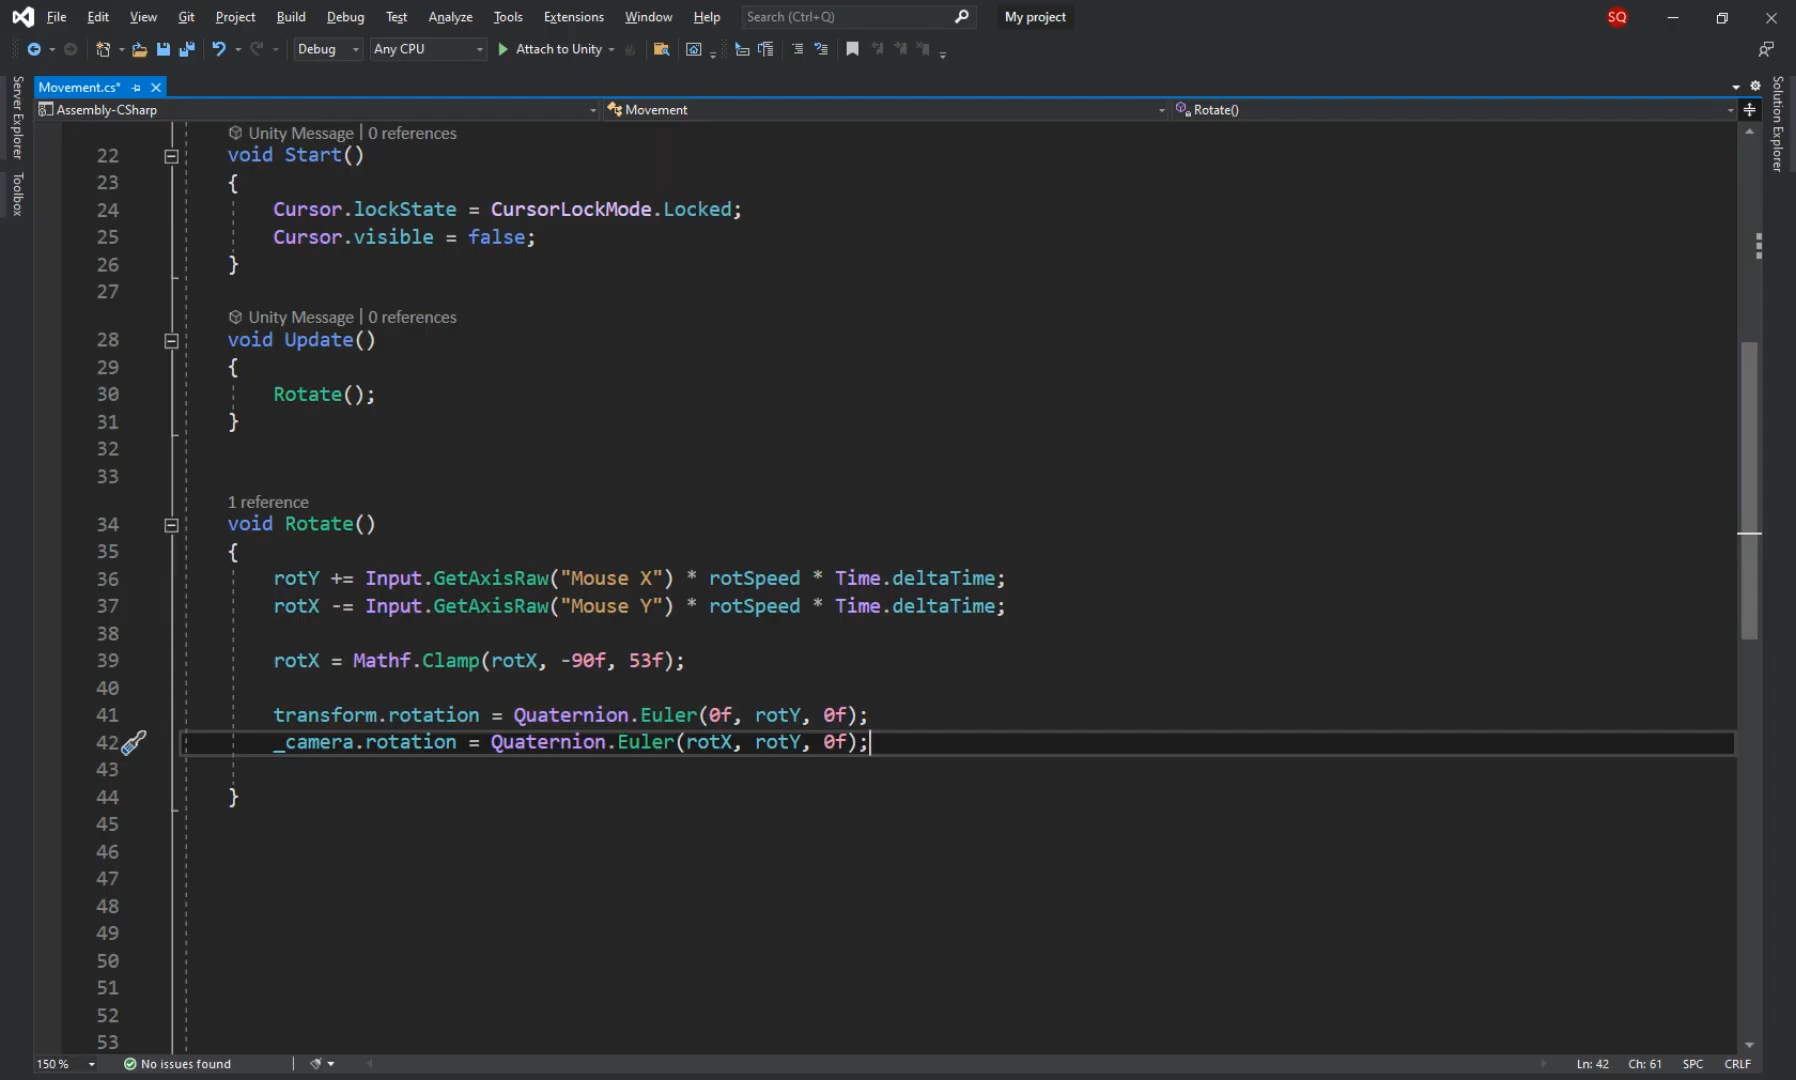 File Edit View Git Project Build Debug Test Analyze Tools Extensions Window Help Search (Ctrl+Q) My project SQ
Debug Any CPU Attach to Unity
Server Explorer
Toolbox
Solution Explorer
Movement.cs*
Assembly-CSharp Movement Rotate()
Unity Message | 0 references
22 void Start()
23 {
24 Cursor.lockState = CursorLockMode.Locked;
25 Cursor.visible = false;
26 }
27
Unity Message | 0 references
28 void Update()
29 {
30 Rotate();
31 }
32
33
1 reference
34 void Rotate()
35 {
36 rotY += Input.GetAxisRaw("Mouse X") * rotSpeed * Time.deltaTime;
37 rotX -= Input.GetAxisRaw("Mouse Y") * rotSpeed * Time.deltaTime;
38
39 rotX = Mathf.Clamp(rotX, -90f, 53f);
40
41 transform.rotation = Quaternion.Euler(0f, rotY, 0f);
42 _camera.rotation = Quaternion.Euler(rotX, rotY, 0f);
43
44 }
45
46
47
48
49
50
51
52
53
150 % No issues found Ln: 42 Ch: 61 SPC CRLF